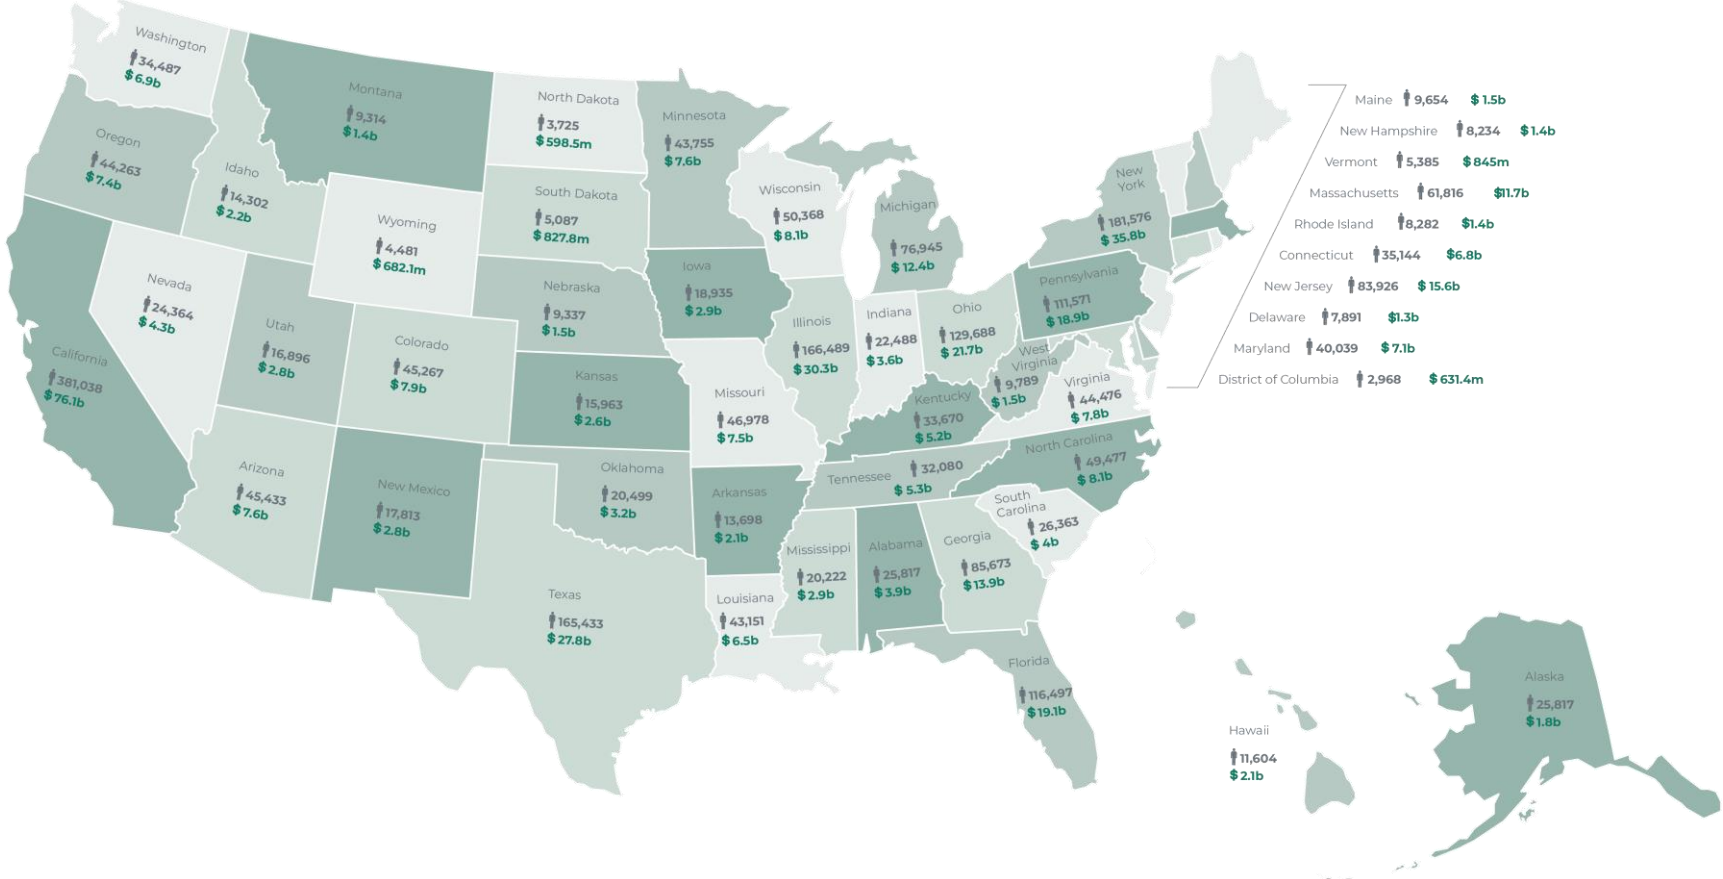 Washington
34,487
$ 6.9b
Oregon
44,263
$ 7.4b
California
381,038
$ 76.1b
Nevada
24,364
$ 4.3b
Idaho
14,302
$ 2.2b
Montana
9,314
$ 1.4b
Wyoming
4,481
$ 682.1m
Utah
16,896
$ 2.8b
Arizona
45,433
$ 7.6b
Colorado
45,267
$ 7.9b
New Mexico
17,813
$ 2.8b
North Dakota
3,725
$ 598.5m
South Dakota
5,087
$ 827.8m
Nebraska
9,337
$ 1.5b
Kansas
15,963
$ 2.6b
Oklahoma
20,499
$ 3.2b
Texas
165,433
$ 27.8b
Minnesota
43,755
$ 7.6b
Iowa
18,935
$ 2.9b
Missouri
46,978
$ 7.5b
Arkansas
13,698
$ 2.1b
Louisiana
43,151
$ 6.5b
Wisconsin
50,368
$ 8.1b
Illinois
166,489
$ 30.3b
Michigan
76,945
$ 12.4b
Indiana
22,488
$ 3.6b
Ohio
129,688
$ 21.7b
Kentucky
33,670
$ 5.2b
Tennessee
32,080
$ 5.3b
Mississippi
20,222
$ 2.9b
Alabama
25,817
$ 3.9b
Georgia
85,673
$ 13.9b
Florida
116,497
$ 19.1b
South
Carolina
26,363
$ 4b
North Carolina
49,477
$ 8.1b
Virginia
44,476
$ 7.8b
West
Virginia
9,789
$ 1.5b
Pennsylvania
111,571
$ 18.9b
New
York
181,576
$ 35.8b
Maine 9,654 $ 1.5b
New Hampshire 8,234 $ 1.4b
Vermont 5,385 $ 845m
Massachusetts 61,816 $11.7b
Rhode Island 8,282 $1.4b
Connecticut 35,144 $6.8b
New Jersey 83,926 $ 15.6b
Delaware 7,891 $1.3b
Maryland 40,039 $ 7.1b
District of Columbia 2,968 $ 631.4m
Hawaii
11,604
$ 2.1b
Alaska
25,817
$ 1.8b